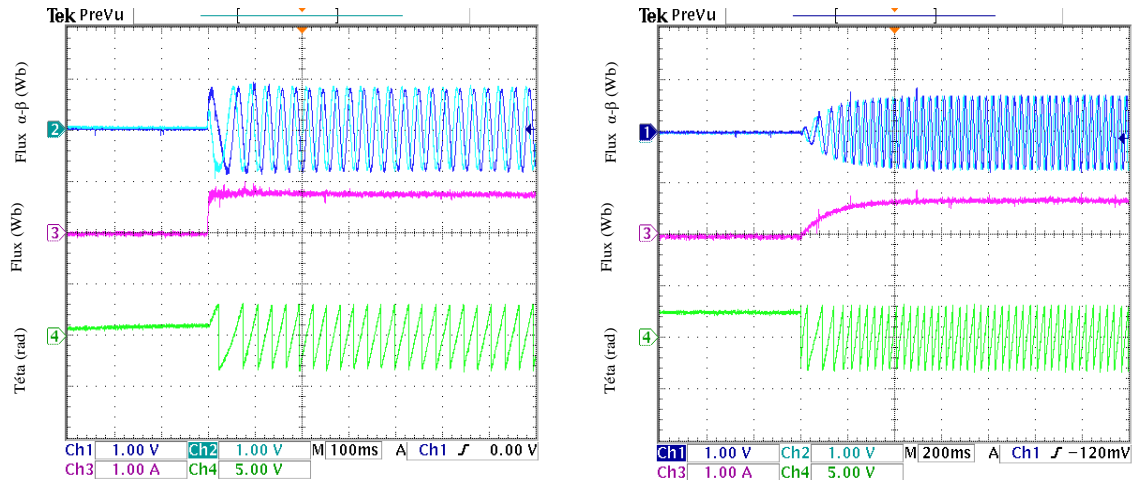 Tek PreVu
Flux α-β (Wb)
2
Flux (Wb)
3
Téta (rad)
4
Ch1 1.00 V Ch2 1.00 V M 100ms A Ch1 0.00 V
Ch3 1.00 A Ch4 5.00 V
Tek PreVu
Flux α-β (Wb)
1
Flux (Wb)
3
Téta (rad)
4
Ch1 1.00 V Ch2 1.00 V M 200ms A Ch1 -120mV
Ch3 1.00 A Ch4 5.00 V